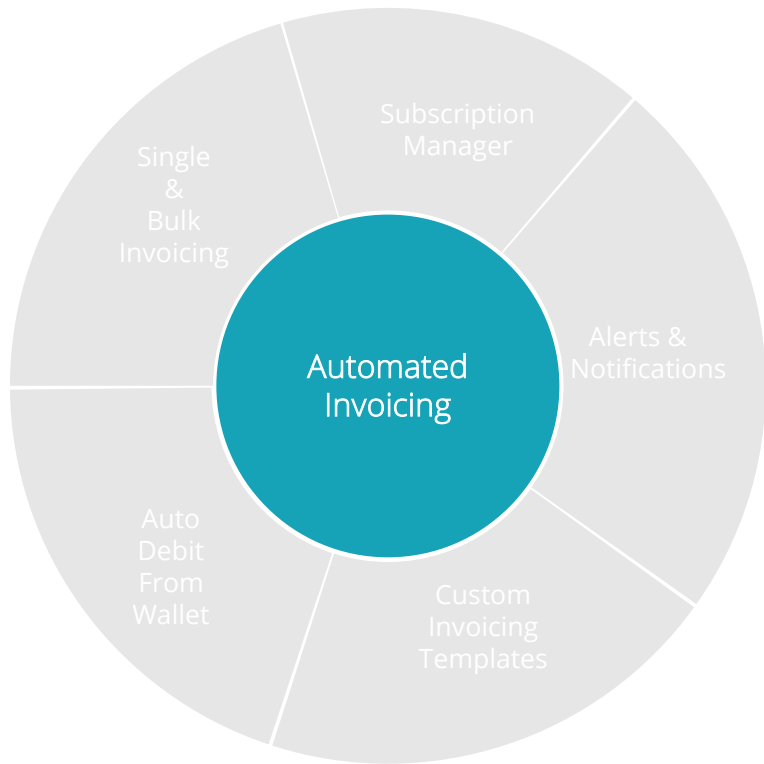 Subscription
Manager
Single
&
Bulk
Invoicing
Alerts &
Notifications
Automated
Invoicing
Auto
Debit
From
Wallet
Custom
Invoicing
Templates